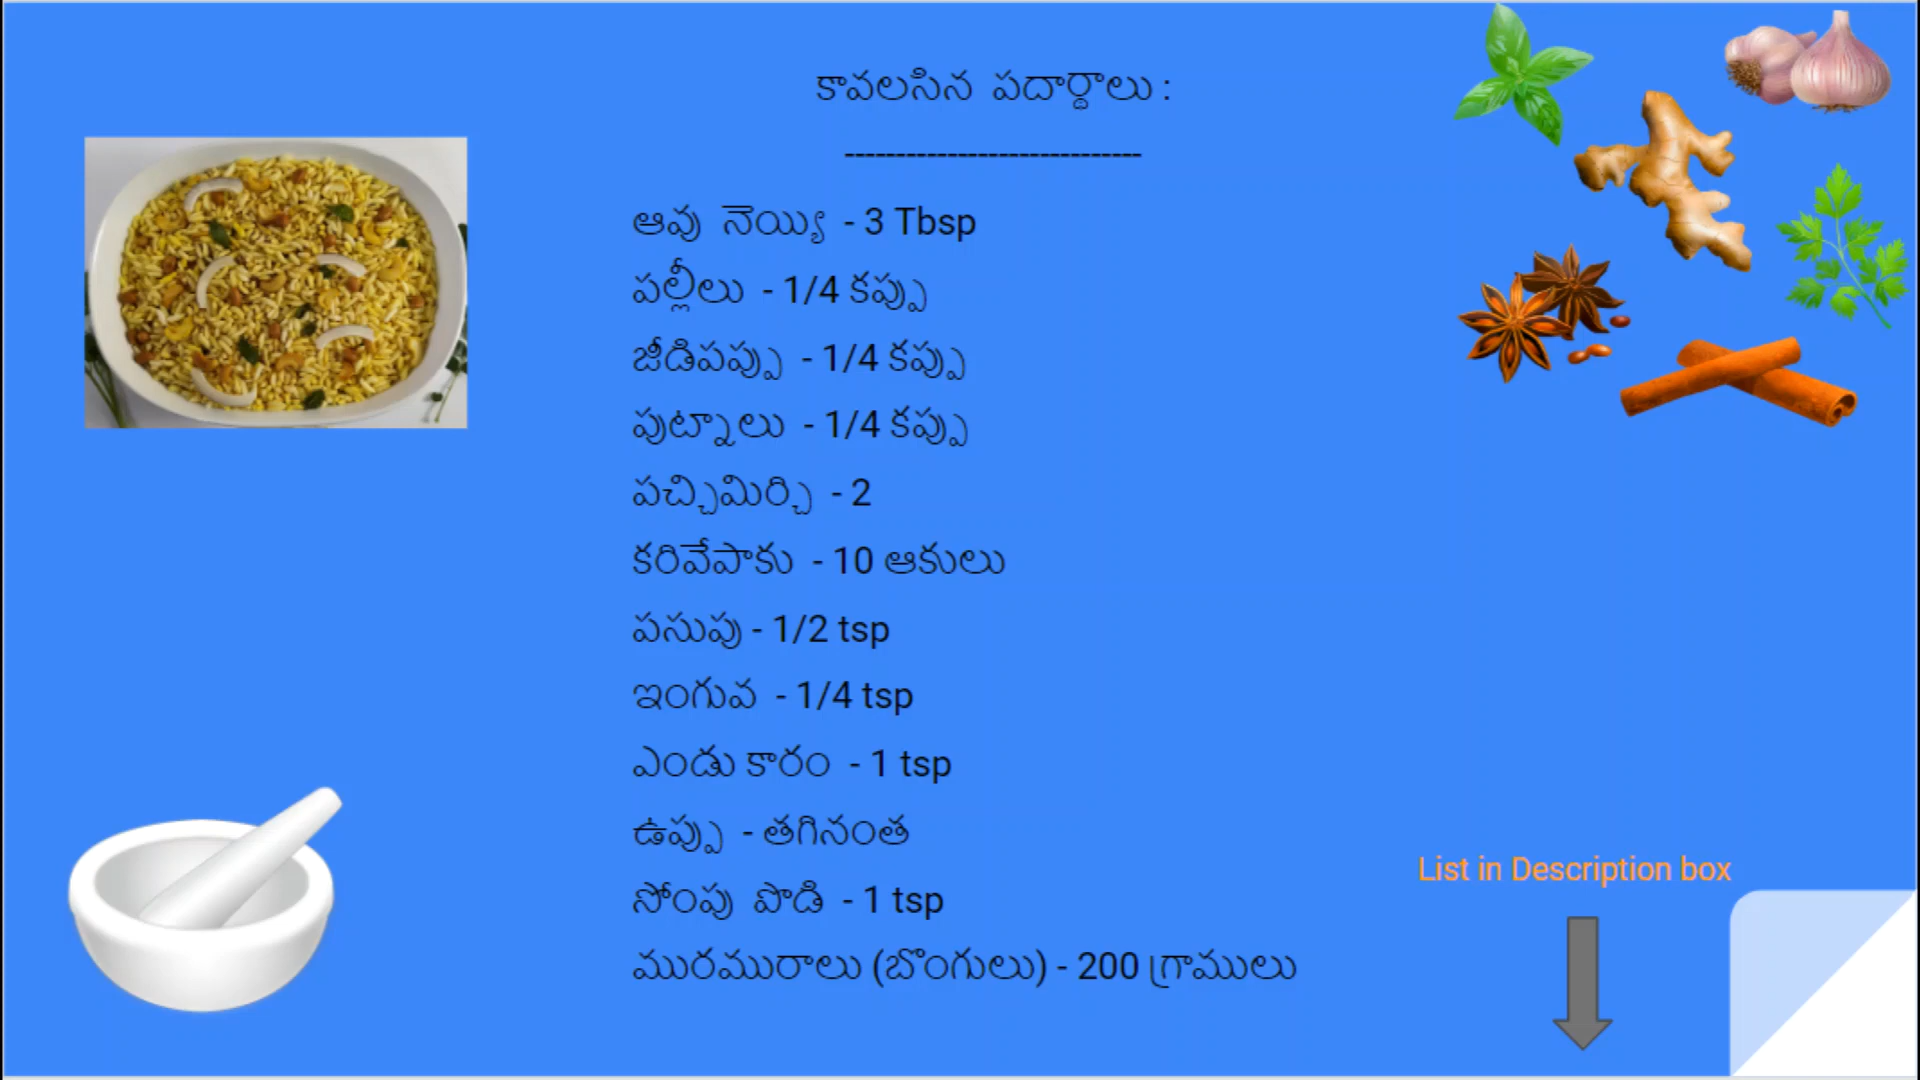 కావలసిన పదార్థాలు :
-----------------------------
ఆవు నెయ్యి - 3 Tbsp
పల్లీలు - 1/4 కప్పు
జీడిపప్పు - 1/4 కప్పు
పుట్నాలు - 1/4 కప్పు
పచ్చిమిర్చి - 2
కరివేపాకు - 10 ఆకులు
పసుపు - 1/2 tsp
ఇంగువ - 1/4 tsp
ఎండు కారం - 1 tsp
ఉప్పు - తగినంత
సోంపు పొడి - 1 tsp
మురమురాలు (బొంగులు) - 200 గ్రాములు
List in Description box